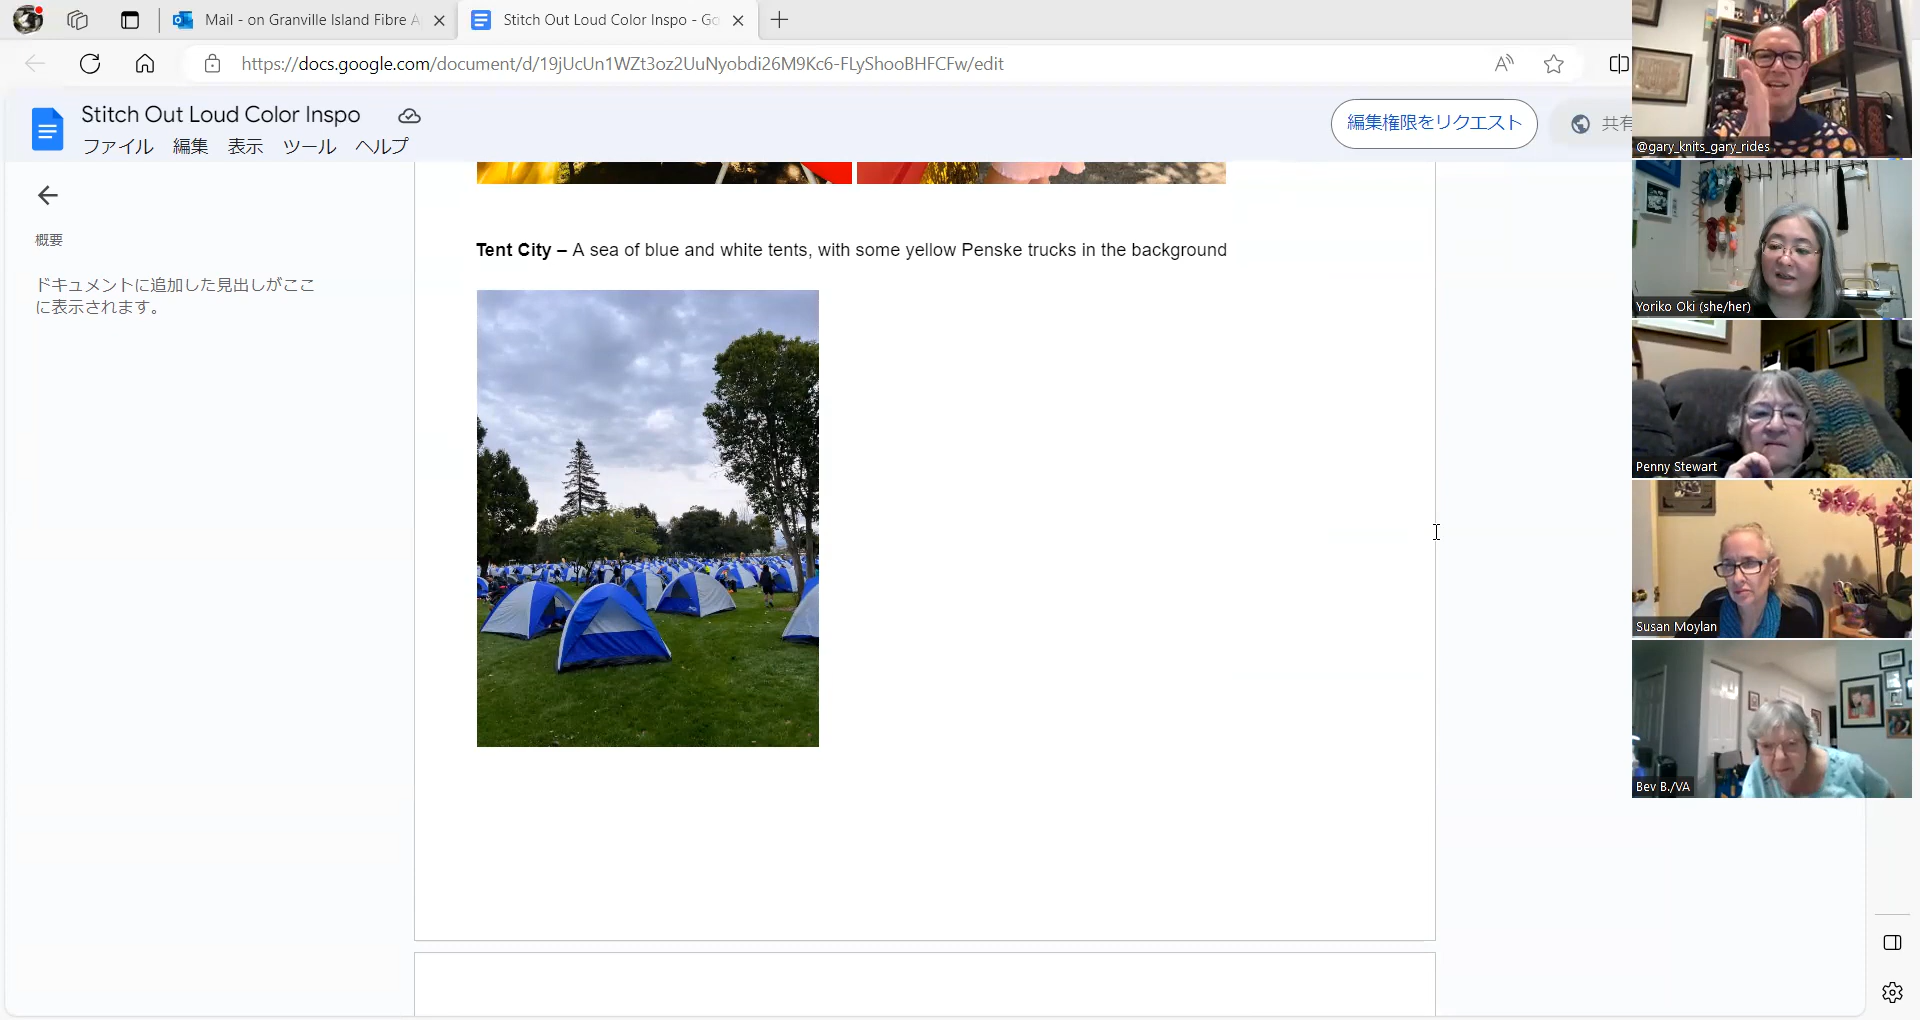 Mail - on Granville Island Fibre A
Stitch Out Loud Color Inspo - Go
https://docs.google.com/document/d/19jUcUn1WZt3oz2UuNyobdi26M9Kc6-FLyShooBHFCFw/edit
Stitch Out Loud Color Inspo
ファイル 編集 表示 ツール ヘルプ
編集権限をリクエスト
共有
概要
ドキュメントに追加した見出しがここ
に表示されます。
Tent City – A sea of blue and white tents, with some yellow Penske trucks in the background
@gary_knits_gary_rides
Yoriko Oki (she/her)
Penny Stewart
Susan Moylan
Bev B./VA